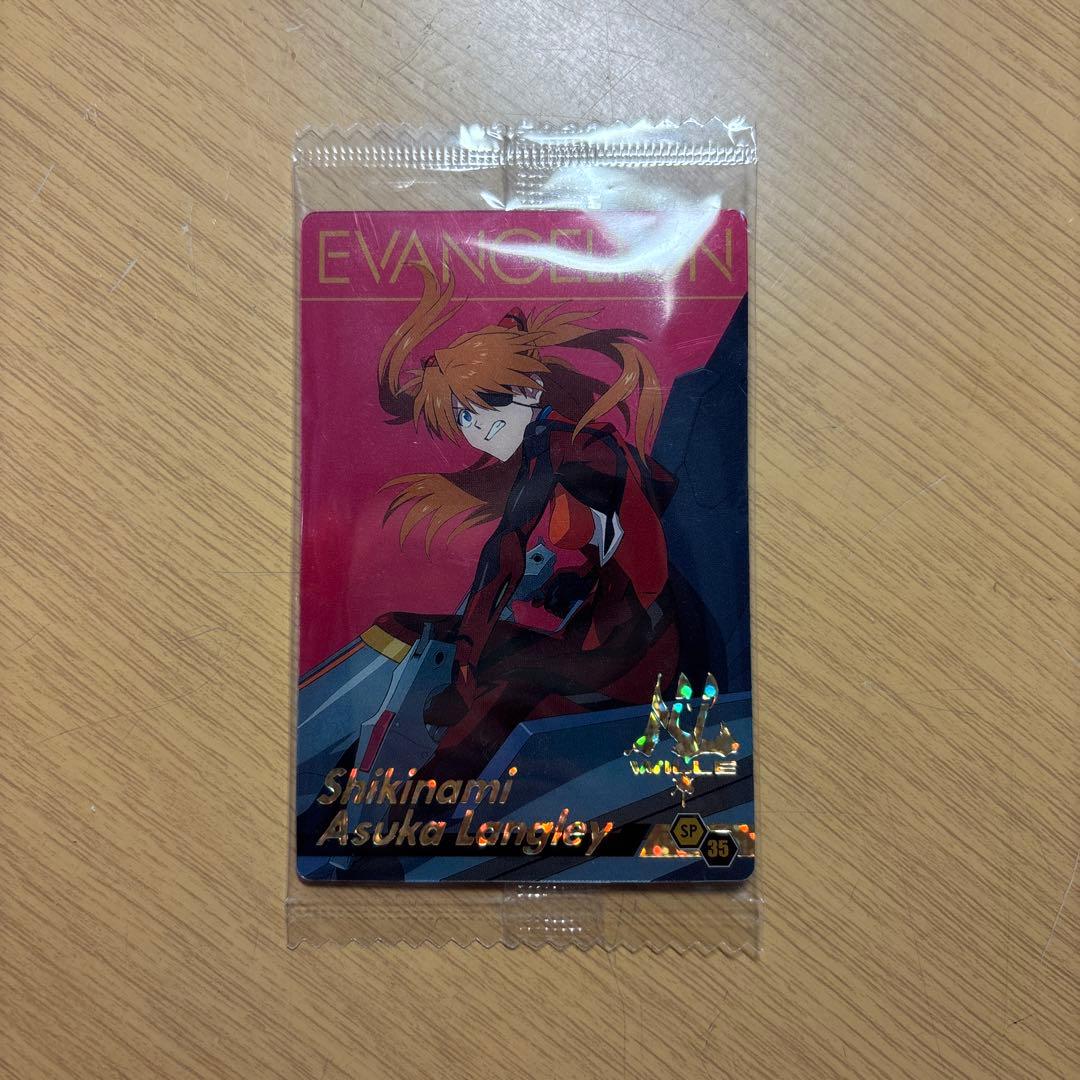 EVANGELION
WILLE
Shikinami
Asuka Langley
SP
35